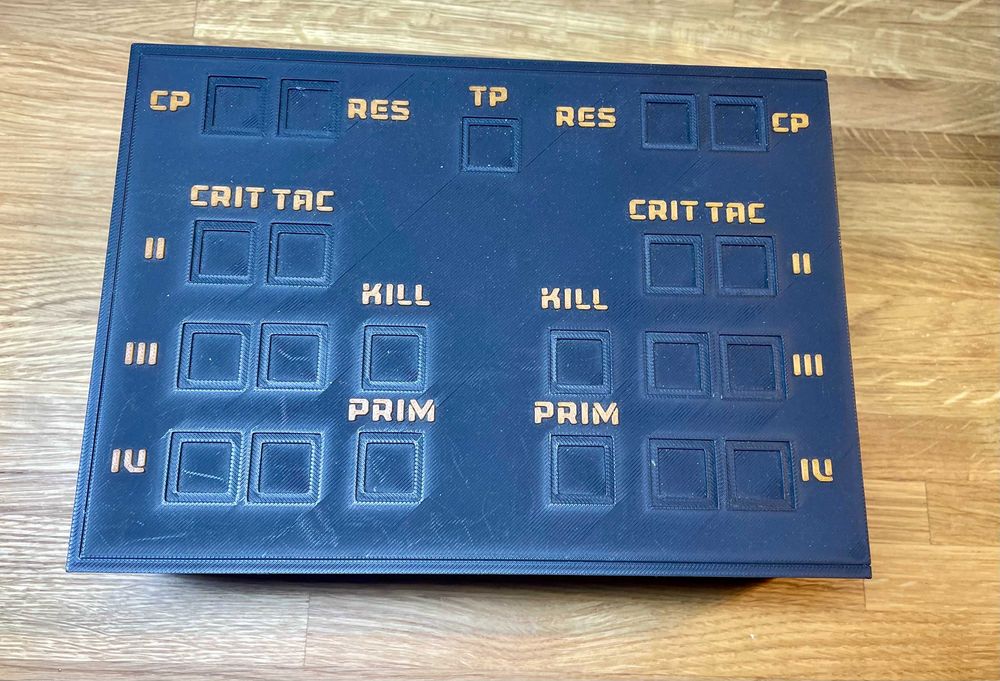 CP RES TP RES CP
CRIT TAC CRIT TAC
II II
KILL KILL
III III
PRIM PRIM
IV IV